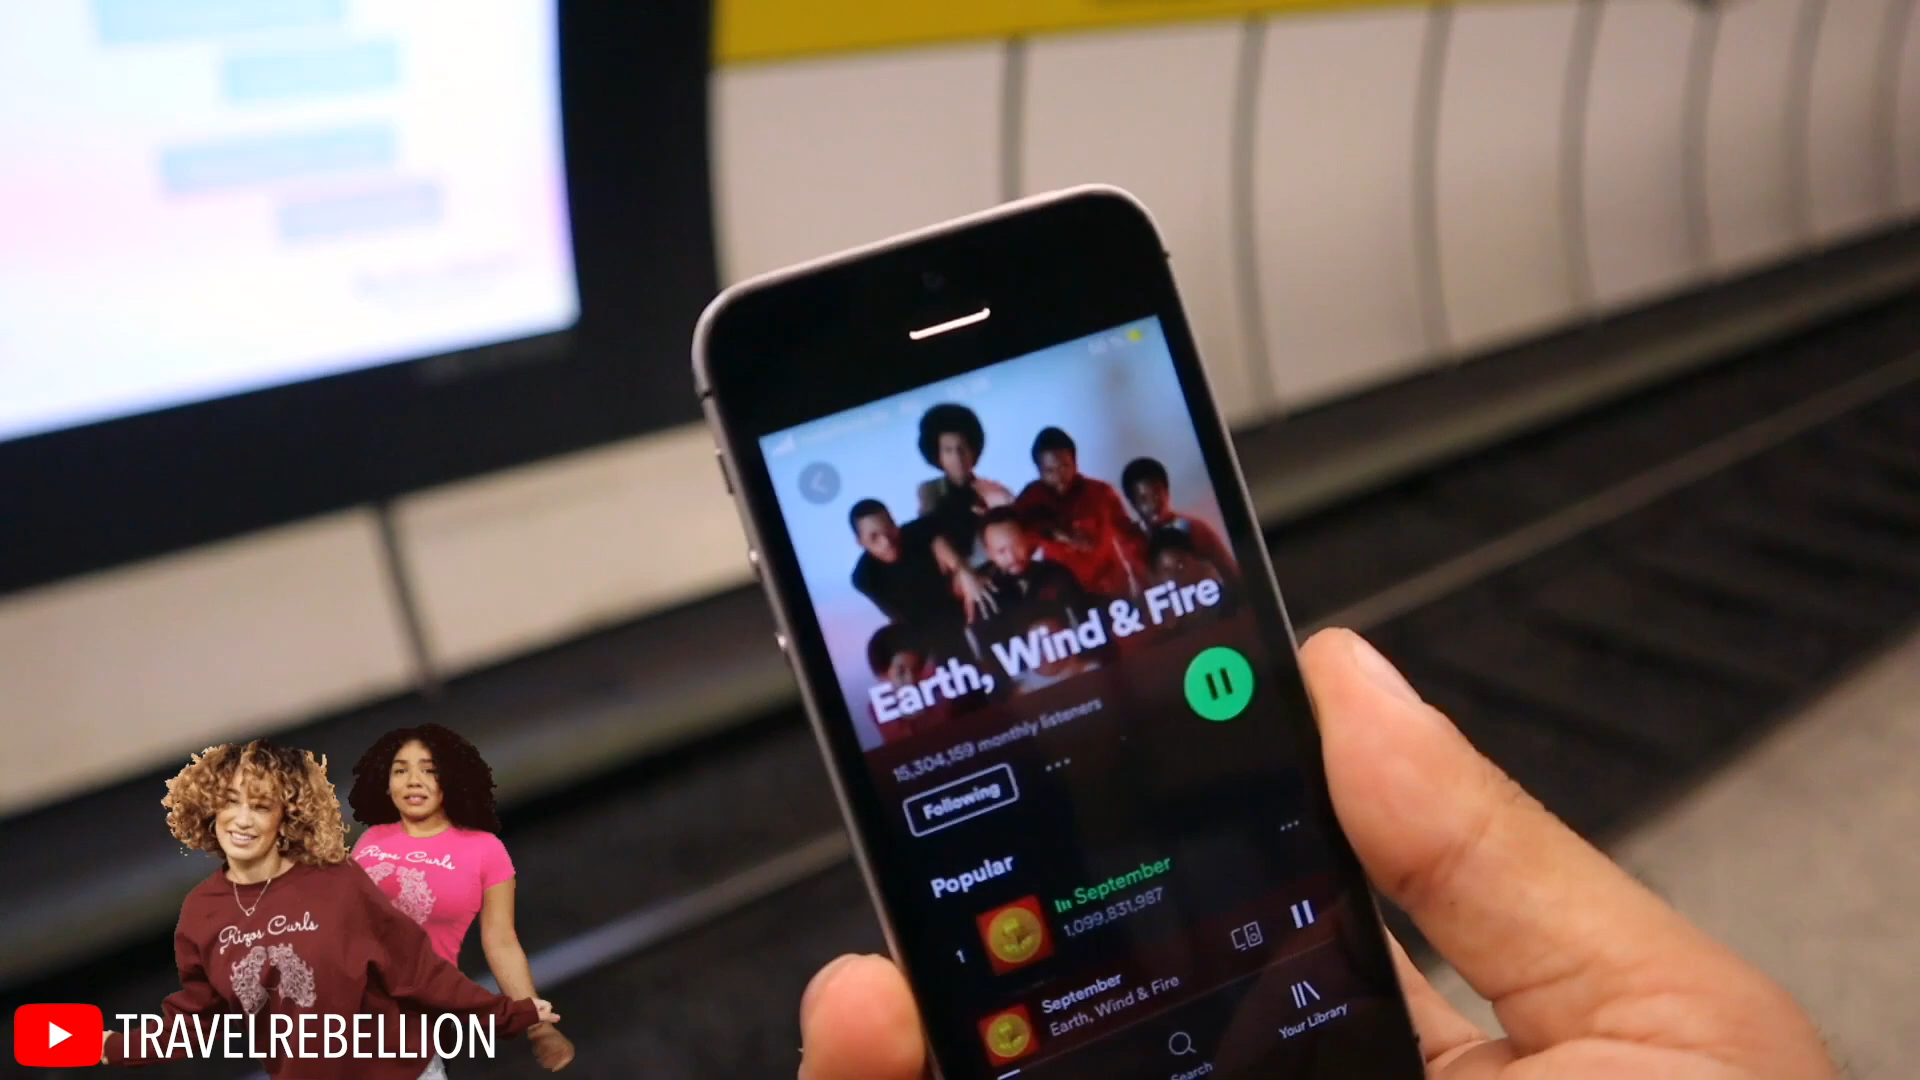 Earth, Wind & Fire
15,304,159 monthly listeners
Following
Popular
1
September
1,099,831,987
September
Earth, Wind & Fire
Search
Your Library
Rizos Curls
Rizos Curls
TRAVELREBELLION